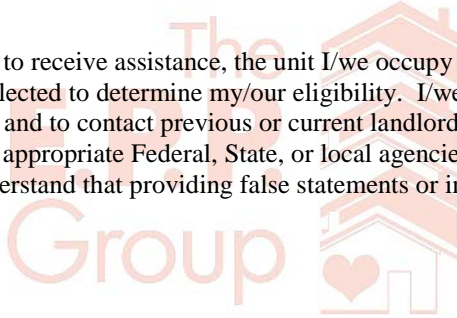 The
to receive assistance, the unit I/we occupy
lected to determine my/our eligibility.  I/we
and to contact previous or current landlord
E.P.P.
appropriate Federal, State, or local agencie
erstand that providing false statements or in
Group